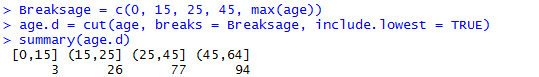 > Breaksage = c(0, 15, 25, 45, max(age))
> age.d = cut(age, breaks = Breaksage, include.lowest = TRUE)
> summary(age.d)
[0,15] (15,25] (25,45] (45,64]
3 26 77 94